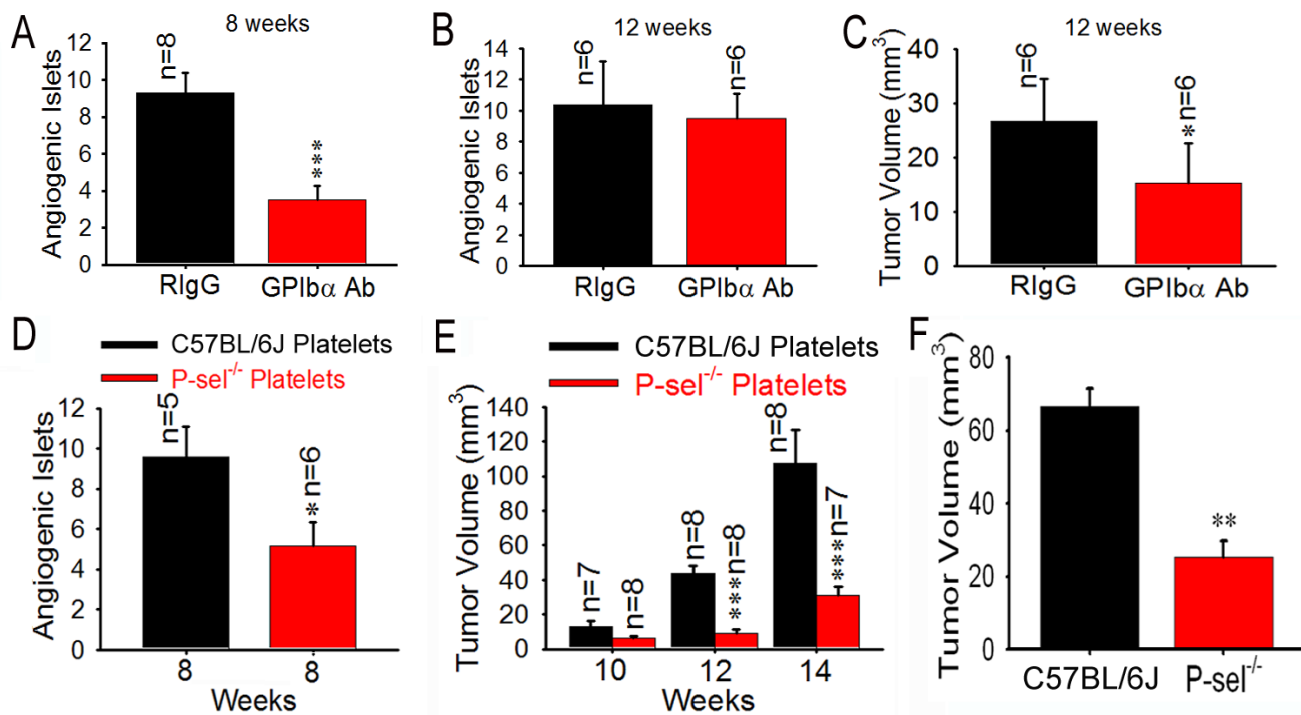 A
8 weeks
Angiogenic Islets
12
10
8
6
4
2
0
n=8
***
RIgG
GPIbα Ab
B
12 weeks
Angiogenic Islets
14
12
10
8
6
4
2
0
n=6
n=6
RIgG
GPIbα Ab
C
12 weeks
Tumor Volume (mm³)
40
30
20
10
0
n=6
*n=6
RIgG
GPIbα Ab
D
C57BL/6J Platelets
P-sel⁻/⁻ Platelets
Angiogenic Islets
12
10
8
6
4
2
0
n=5
*n=6
8
8
Weeks
E
C57BL/6J Platelets
P-sel⁻/⁻ Platelets
Tumor Volume (mm³)
140
120
100
80
60
40
20
0
n=7
n=8
n=8
***n=8
n=8
***n=7
10
12
14
Weeks
F
Tumor Volume (mm³)
80
60
40
20
0
**
C57BL/6J
P-sel⁻/⁻